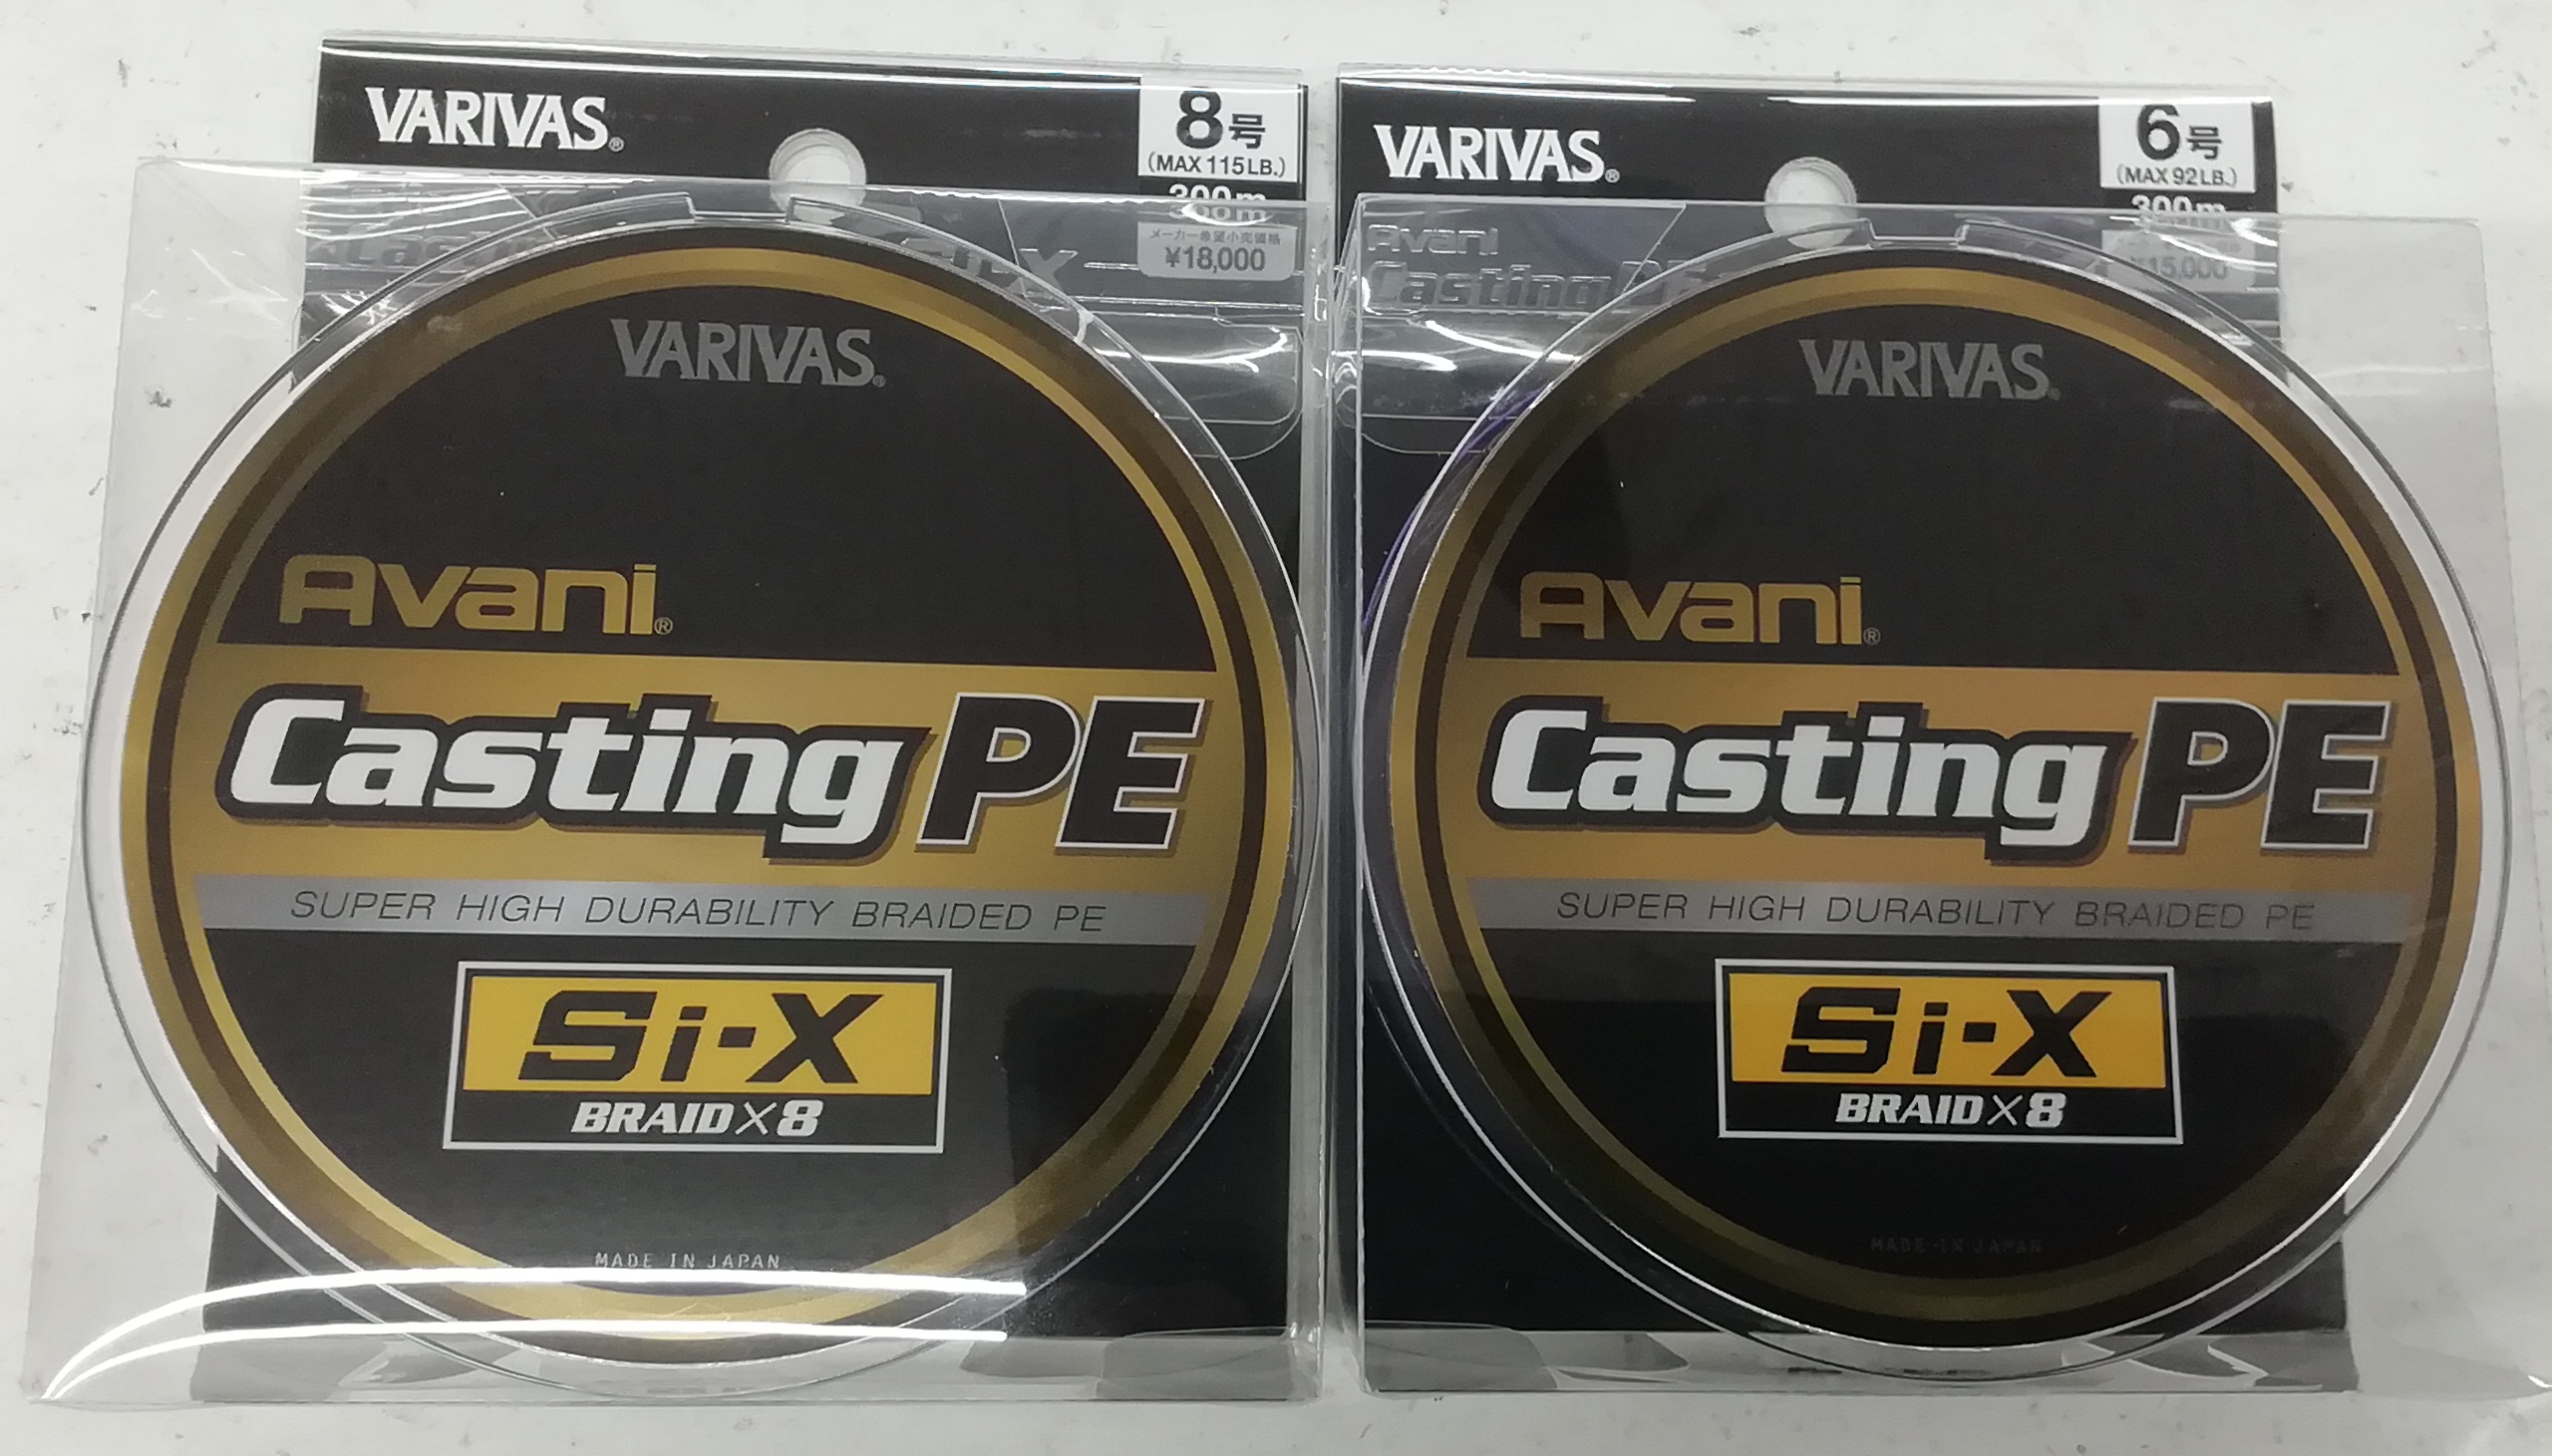 VARIVAS®
8号
(MAX 115LB.)
300m
メーカー希望小売価格
¥18,000
VARIVAS®
Avani®
Casting PE
SUPER HIGH DURABILITY BRAIDED PE
Si-X
BRAID×8
MADE IN JAPAN
VARIVAS®
6号
(MAX 92LB.)
300m
¥15,000
Avani
Casting PE
VARIVAS®
Avani®
Casting PE
SUPER HIGH DURABILITY BRAIDED PE
Si-X
BRAID×8
MADE IN JAPAN